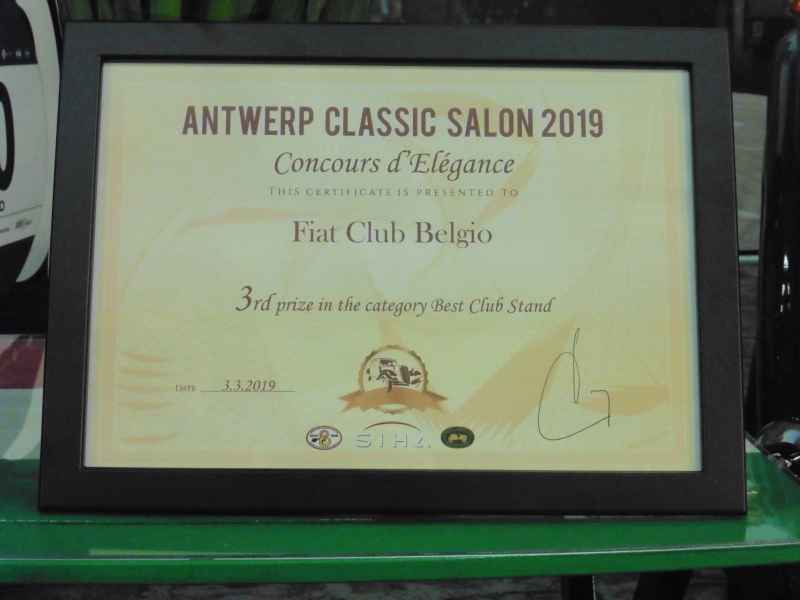 ANTWERP CLASSIC SALON 2019
Concours d'Elégance
THIS CERTIFICATE IS PRESENTED TO
Fiat Club Belgio
3rd prize in the category Best Club Stand
DATE 3.3.2019
SIHA